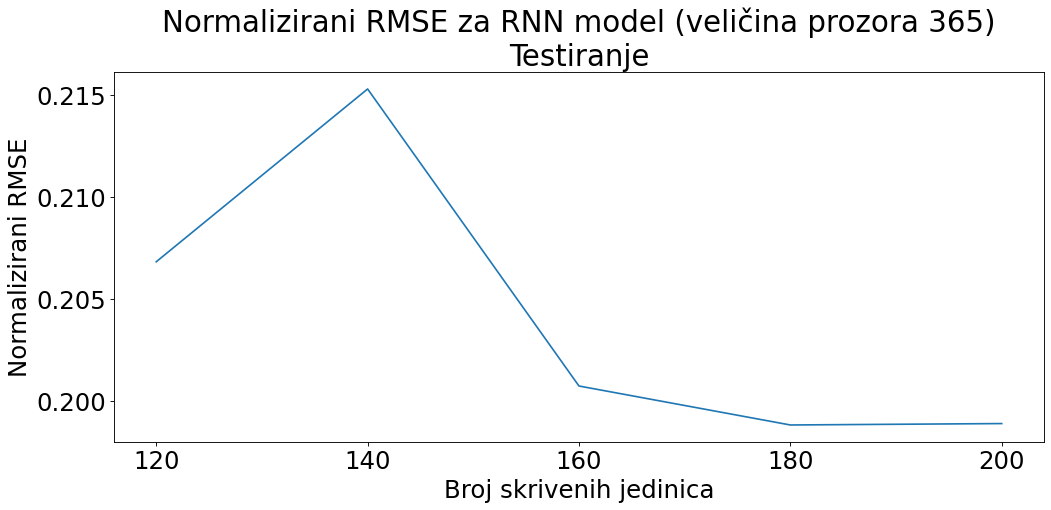 Normalizirani RMSE za RNN model (veličina prozora 365)
Testiranje
Normalizirani RMSE
0.215
0.210
0.205
0.200
120 140 160 180 200
Broj skrivenih jedinica